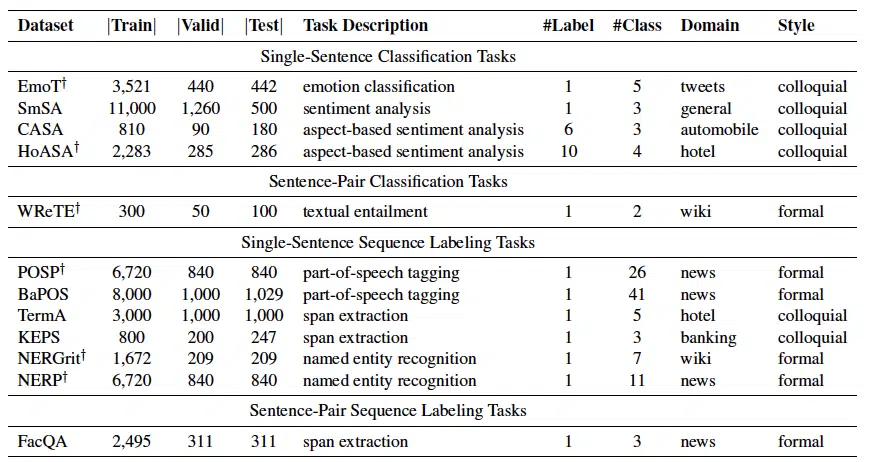 Dataset |Train| |Valid| |Test| Task Description #Label #Class Domain Style
Single-Sentence Classification Tasks
EmoT† 3,521 440 442 emotion classification 1 5 tweets colloquial
SmSA 11,000 1,260 500 sentiment analysis 1 3 general colloquial
CASA 810 90 180 aspect-based sentiment analysis 6 3 automobile colloquial
HoASA† 2,283 285 286 aspect-based sentiment analysis 10 4 hotel colloquial
Sentence-Pair Classification Tasks
WReTE† 300 50 100 textual entailment 1 2 wiki formal
Single-Sentence Sequence Labeling Tasks
POSP† 6,720 840 840 part-of-speech tagging 1 26 news formal
BaPOS 8,000 1,000 1,029 part-of-speech tagging 1 41 news formal
TermA 3,000 1,000 1,000 span extraction 1 5 hotel colloquial
KEPS 800 200 247 span extraction 1 3 banking colloquial
NERGrit† 1,672 209 209 named entity recognition 1 7 wiki formal
NERP† 6,720 840 840 named entity recognition 1 11 news formal
Sentence-Pair Sequence Labeling Tasks
FacQA 2,495 311 311 span extraction 1 3 news formal